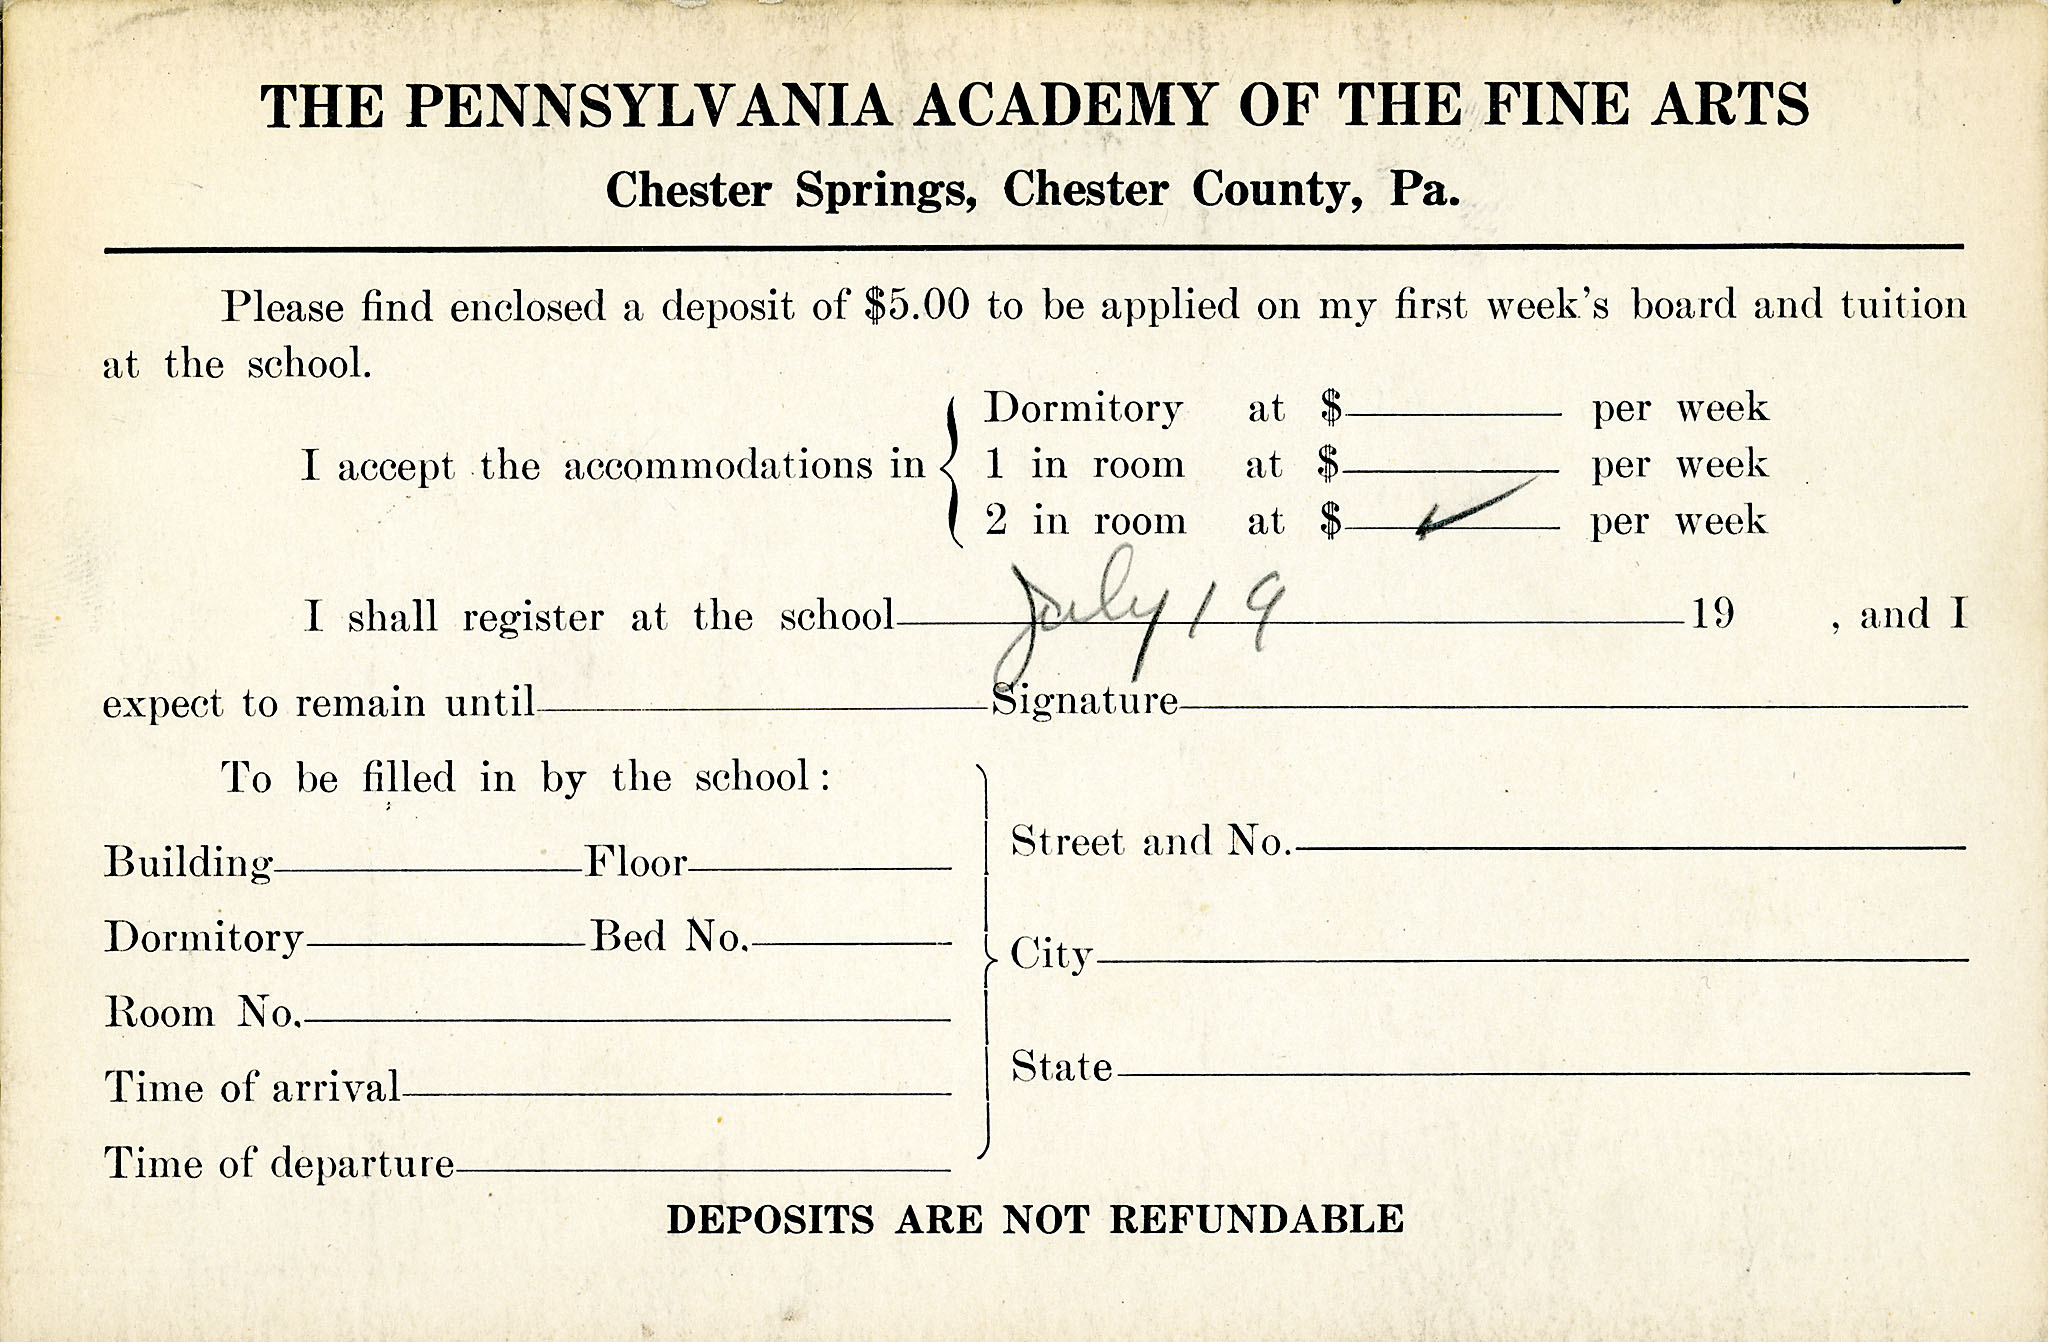 THE PENNSYLVANIA ACADEMY OF THE FINE ARTS
Chester Springs, Chester County, Pa.
Please find enclosed a deposit of $5.00 to be applied on my first week's board and tuition
at the school.
Dormitory at $ per week
I accept the accommodations in 1 in room at $ per week
2 in room at $ ✓ per week
I shall register at the school July 19 19 , and I
expect to remain until Signature
To be filled in by the school:
Building Floor
Dormitory Bed No.
Room No.
Time of arrival
Time of departure
Street and No.
City
State
DEPOSITS ARE NOT REFUNDABLE